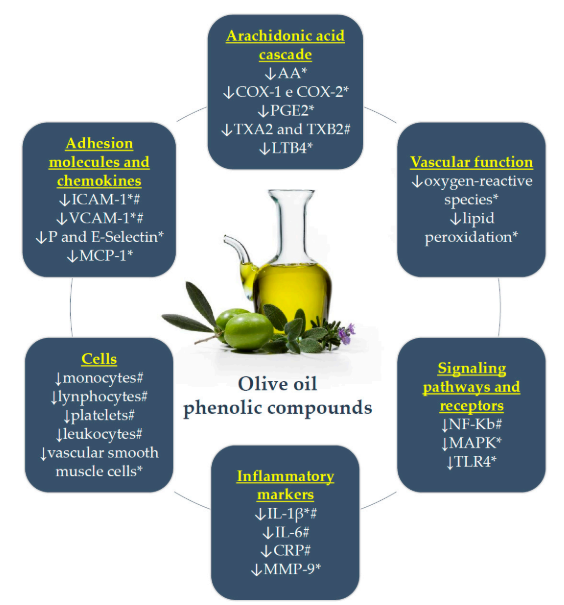 Arachidonic acid
cascade
↓AA*
↓COX-1 e COX-2*
↓PGE2*
↓TXA2 and TXB2#
↓LTB4*
Vascular function
↓oxygen-reactive
species*
↓lipid
peroxidation*
Signaling
pathways and
receptors
↓NF-Kb#
↓MAPK*
↓TLR4*
Inflammatory
markers
↓IL-1β*#
↓IL-6#
↓CRP#
↓MMP-9*
Cells
↓monocytes#
↓lynphocytes#
↓platelets#
↓leukocytes#
↓vascular smooth
muscle cells*
Adhesion
molecules and
chemokines
↓ICAM-1*#
↓VCAM-1*#
↓P and E-Selectin*
↓MCP-1*
Olive oil
phenolic compounds